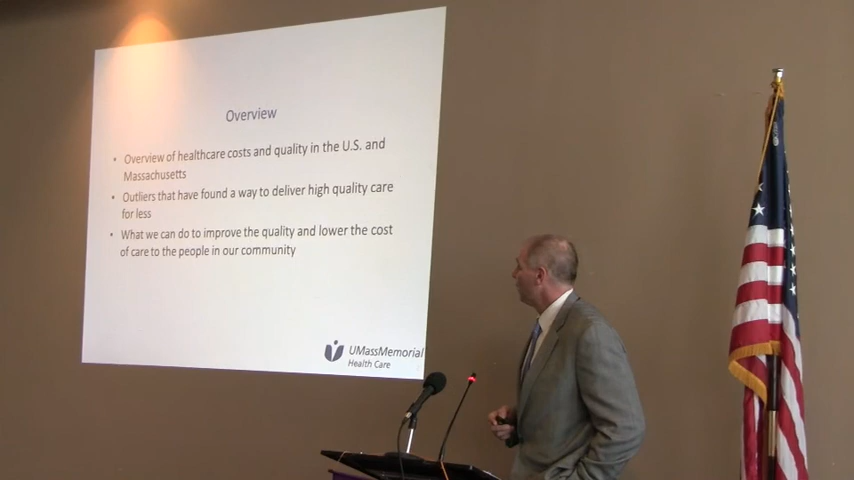 Overview
• Overview of healthcare costs and quality in the U.S. and
Massachusetts
• Outliers that have found a way to deliver high quality care
for less
• What we can do to improve the quality and lower the cost
of care to the people in our community
UMassMemorial
Health Care